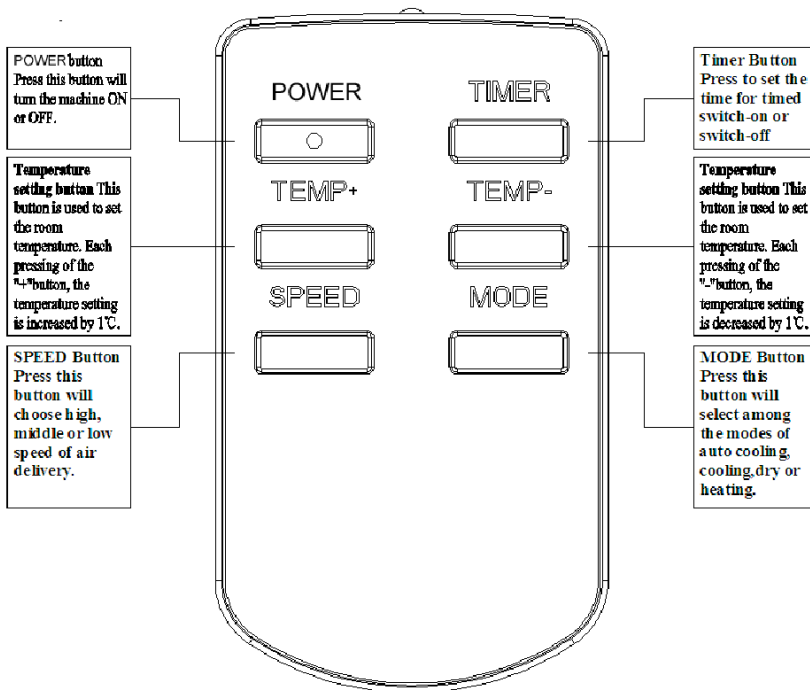 POWER button
Press this button will
turn the machine ON
or OFF.
Temperature
setting button This
button is used to set
the room
temperature. Each
pressing of the
"+"button, the
temperature setting
is increased by 1℃.
SPEED Button
Press this
button will
choose high,
middle or low
speed of air
delivery.
POWER
TIMER
TEMP+
TEMP-
SPEED
MODE
Timer Button
Press to set the
time for timed
switch-on or
switch-off
Temperature
setting button This
button is used to set
the room
temperature. Each
pressing of the
"-"button, the
temperature setting
is decreased by 1℃.
MODE Button
Press this
button will
select among
the modes of
auto cooling,
cooling,dry or
heating.